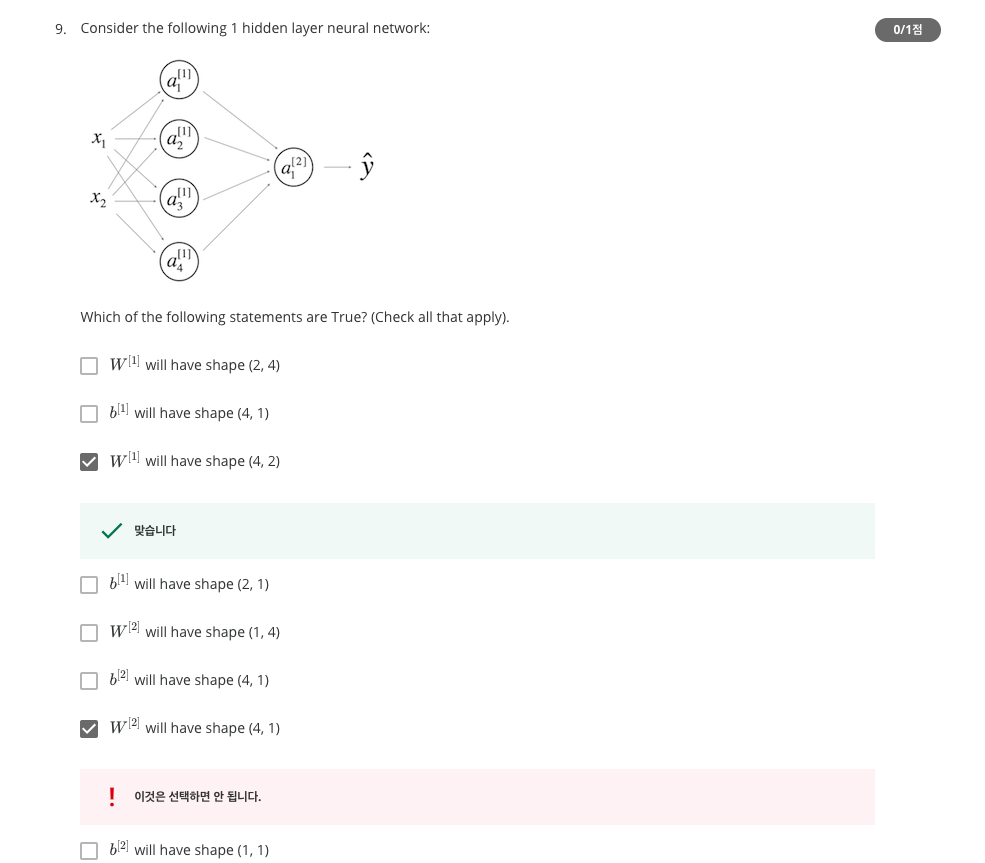 9. Consider the following 1 hidden layer neural network:
0/1점
a_1^{[1]}
x_1
a_2^{[1]}
a_1^{[2]}
ŷ
x_2
a_3^{[1]}
a_4^{[1]}
Which of the following statements are True? (Check all that apply).
W^{[1]} will have shape (2, 4)
b^{[1]} will have shape (4, 1)
W^{[1]} will have shape (4, 2)
맞습니다
b^{[1]} will have shape (2, 1)
W^{[2]} will have shape (1, 4)
b^{[2]} will have shape (4, 1)
W^{[2]} will have shape (4, 1)
이것은 선택하면 안 됩니다.
b^{[2]} will have shape (1, 1)